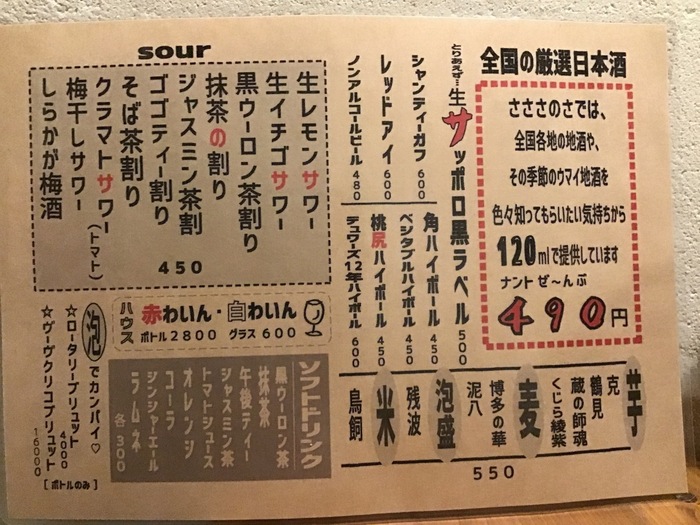 全国の厳選日本酒
さささのさでは、
全国各地の地酒や、
その季節のウマイ地酒を
色々知ってもらいたい気持ちから
120mlで提供しています
ナント ぜ〜んぶ
490円
とりあえず…生サッポロ黒ラベル 500
シャンディーガフ 600
レッドアイ 600
ノンアルコールビール 480
角ハイボール 450
ベジタブルハイボール 450
桃尻ハイボール 450
デュワーズ12年ハイボール 600
sour
生レモンサワー
生イチゴサワー
黒ウーロン茶割り
抹茶の割り
ジャスミン茶割
ゴゴティー割り
そば茶割り
クラマトサワー(トマト)
梅干しサワー
しらかが梅酒
450
ハウス 赤わいん・白わいん
ボトル2800 グラス600
芋
克
鶴見
蔵の師魂
くじら綾紫
麦
博多の華
泥八
泡盛
残波
米
鳥飼
550
ソフトドリンク
黒ウーロン茶
抹茶
午後ティー
ジャスミン茶
トマトジュース
オレンジ
コーラ
ジンジャエール
ラムネ
各300
泡でカンパイ♡
☆ロータリーブリュット 4000
☆ヴーヴクリコブリュット 16000
[ボトルのみ]